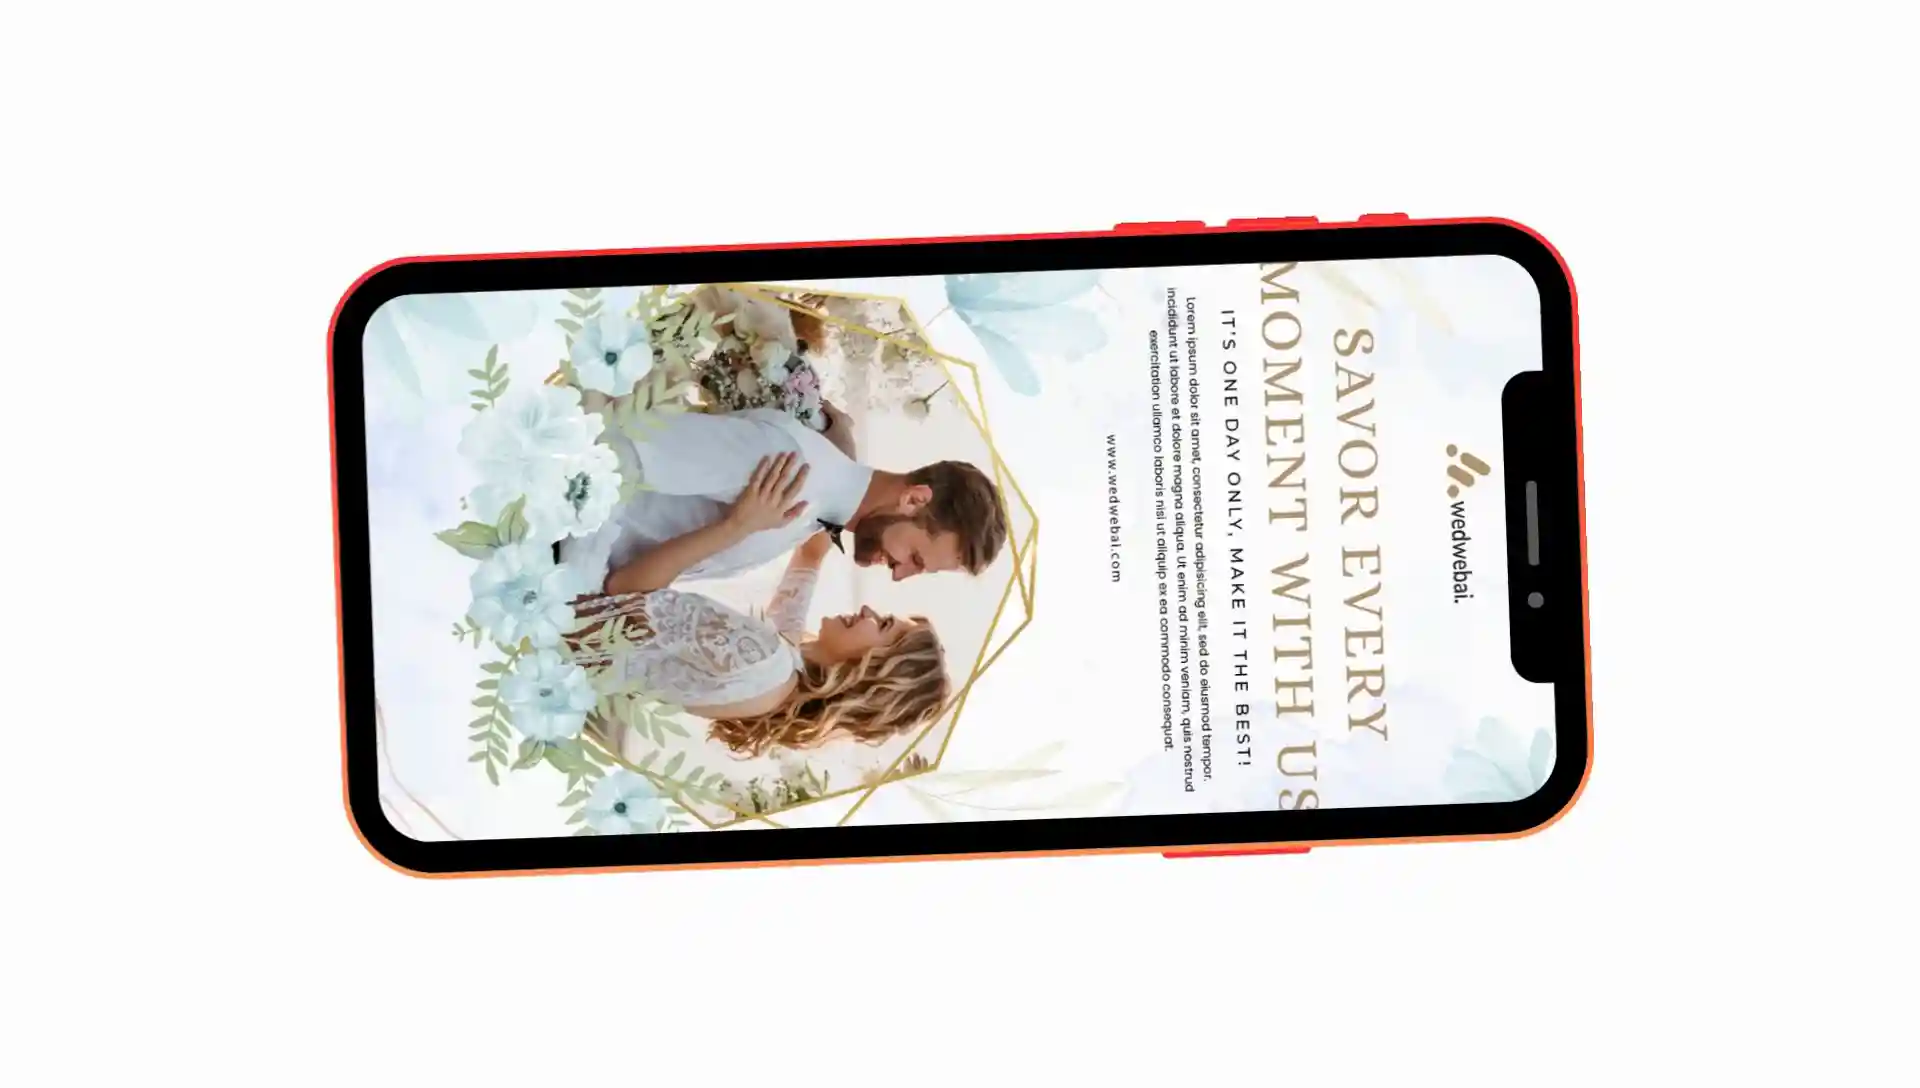 wedwebai.
SAVOR EVERY
MOMENT WITH US
IT'S ONE DAY ONLY, MAKE IT THE BEST!
Lorem ipsum dolor sit amet, consectetur adipisicing elit, sed do eiusmod tempor.
incididunt ut labore et dolore magna aliqua. Ut enim ad minim veniam, quis nostrud
exercitation ullamco laboris nisi ut aliquip ex ea commodo consequat.
www.wedwebai.com